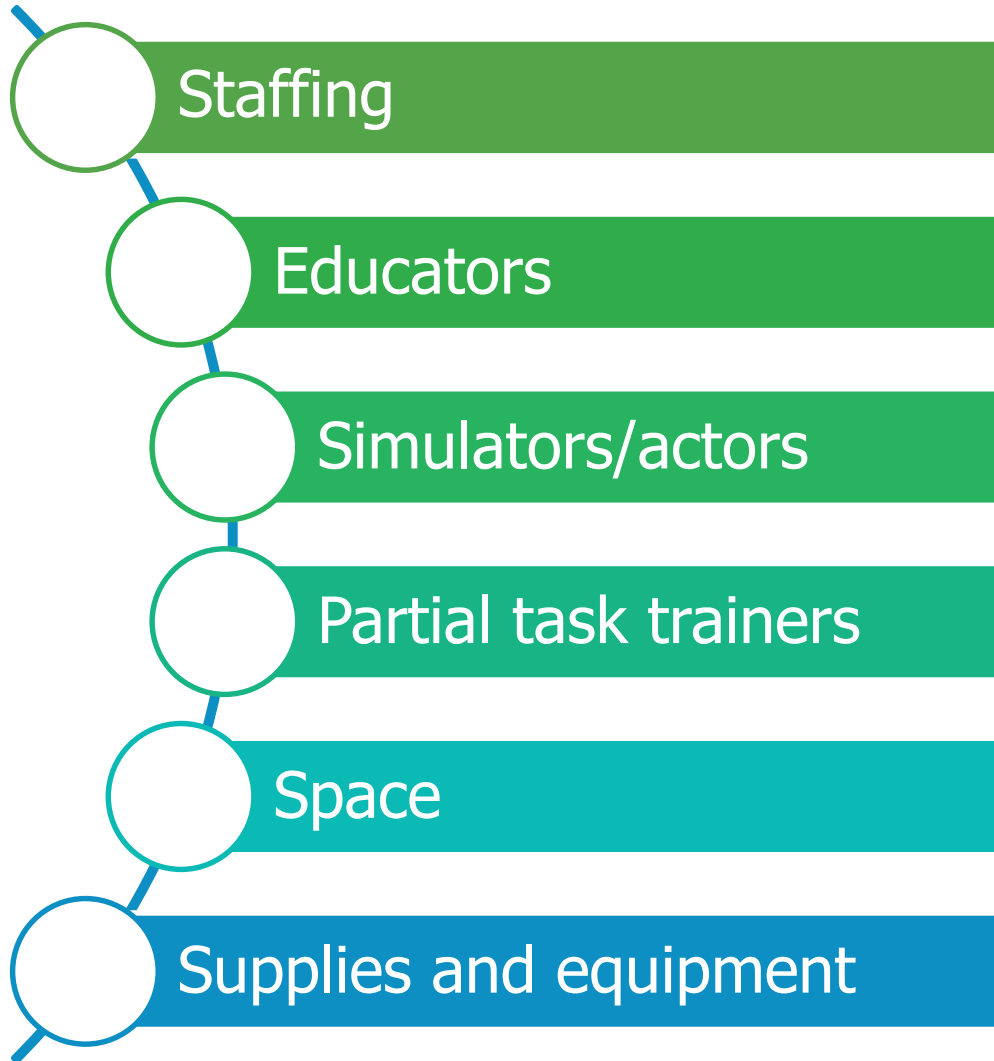 Staffing
Educators
Simulators/actors
Partial task trainers
Space
Supplies and equipment